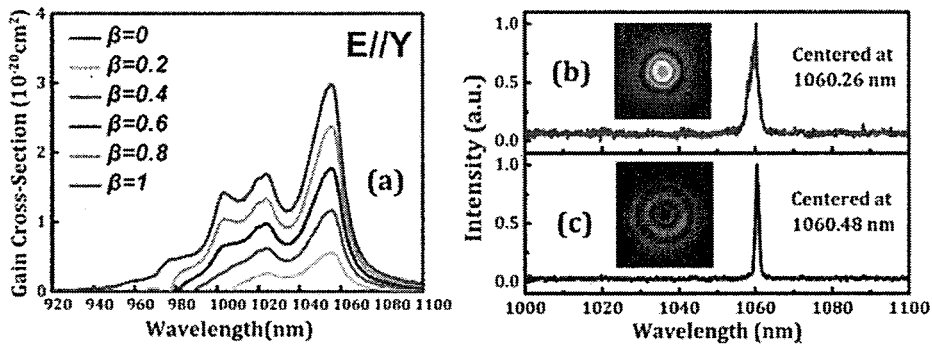 Gain Cross-Section (10⁻²⁰cm²)
4
3
2
1
0
β=0
β=0.2
β=0.4
β=0.6
β=0.8
β=1
E//Y
(a)
920 940 960 980 1000 1020 1040 1060 1080 1100
Wavelength(nm)
Intensity (a.u.)
1.0
0.5
0.0
(b)
Centered at
1060.26 nm
1.0
0.5
0.0
(c)
Centered at
1060.48 nm
1000 1020 1040 1060 1080 1100
Wavelength (nm)